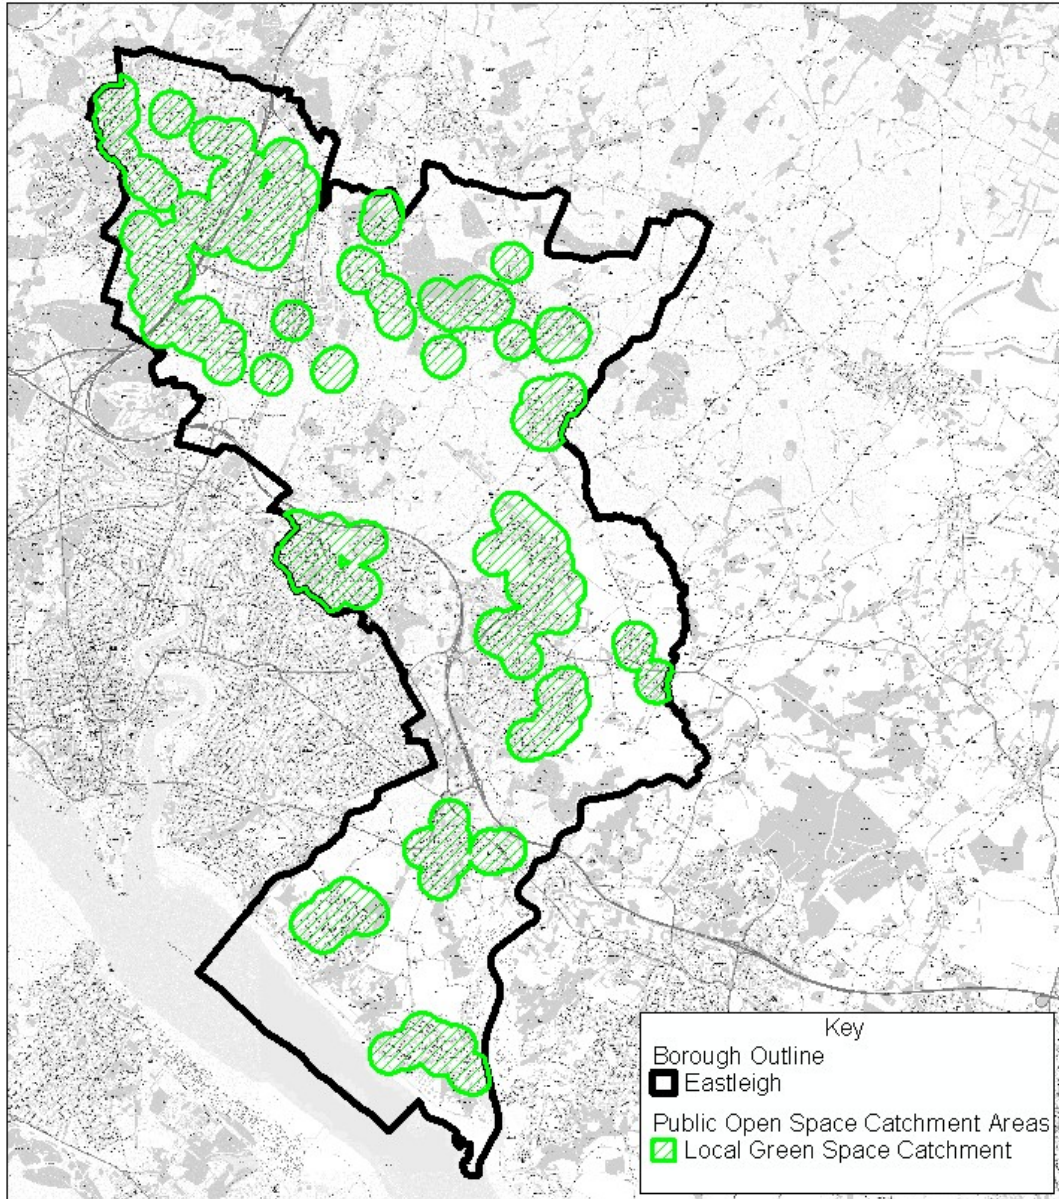 Key
Borough Outline
Eastleigh
Public Open Space Catchment Areas
Local Green Space Catchment